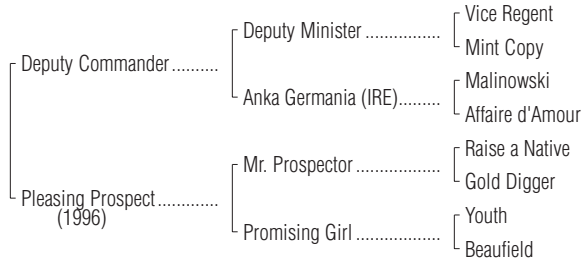 Vice Regent
Deputy Minister ................
Mint Copy
Deputy Commander..........
Malinowski
Anka Germania (IRE).........
Affaire d'Amour
Raise a Native
Mr. Prospector ..................
Gold Digger
Pleasing Prospect.............
(1996)
Youth
Promising Girl ..................
Beaufield